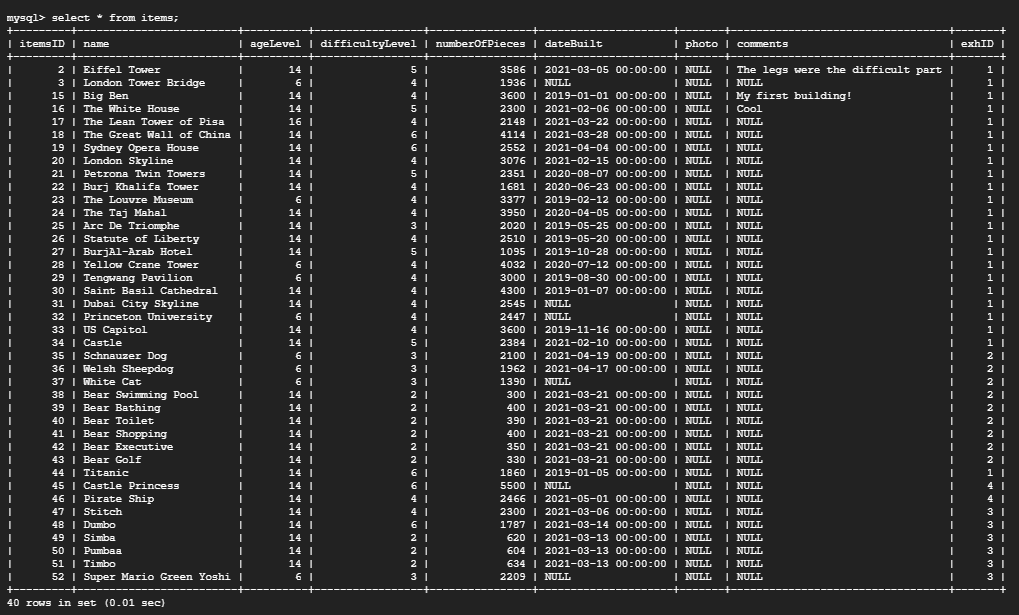 mysql> select * from items;
+---------+-------------------------+----------+-----------------+----------------+---------------------+-------+---------------------------------+-------+
| itemsID | name                    | ageLevel | difficultyLevel | numberOfPieces | dateBuilt           | photo | comments                        | exhID |
+---------+-------------------------+----------+-----------------+----------------+---------------------+-------+---------------------------------+-------+
|       2 | Eiffel Tower            |       14 |               5 |           3586 | 2021-03-05 00:00:00 | NULL  | The legs were the difficult part |     1 |
|       3 | London Tower Bridge     |        6 |               4 |           1936 | NULL                | NULL  | NULL                            |     1 |
|      15 | Big Ben                 |       14 |               4 |           3600 | 2019-01-01 00:00:00 | NULL  | My first building!              |     1 |
|      16 | The White House         |       14 |               5 |           2300 | 2021-02-06 00:00:00 | NULL  | Cool                            |     1 |
|      17 | The Lean Tower of Pisa  |       16 |               4 |           2148 | 2021-03-22 00:00:00 | NULL  | NULL                            |     1 |
|      18 | The Great Wall of China |       14 |               6 |           4114 | 2021-03-28 00:00:00 | NULL  | NULL                            |     1 |
|      19 | Sydney Opera House      |       14 |               6 |           2552 | 2021-04-04 00:00:00 | NULL  | NULL                            |     1 |
|      20 | London Skyline          |       14 |               4 |           3076 | 2021-02-15 00:00:00 | NULL  | NULL                            |     1 |
|      21 | Petrona Twin Towers     |       14 |               5 |           2351 | 2020-08-07 00:00:00 | NULL  | NULL                            |     1 |
|      22 | Burj Khalifa Tower      |       14 |               4 |           1681 | 2020-06-23 00:00:00 | NULL  | NULL                            |     1 |
|      23 | The Louvre Museum       |        6 |               4 |           3377 | 2019-02-12 00:00:00 | NULL  | NULL                            |     1 |
|      24 | The Taj Mahal           |       14 |               4 |           3950 | 2020-04-05 00:00:00 | NULL  | NULL                            |     1 |
|      25 | Arc De Triomphe         |       14 |               3 |           2020 | 2019-05-25 00:00:00 | NULL  | NULL                            |     1 |
|      26 | Statute of Liberty      |       14 |               4 |           2510 | 2019-05-20 00:00:00 | NULL  | NULL                            |     1 |
|      27 | BurjAl-Arab Hotel       |       14 |               5 |           1095 | 2019-10-28 00:00:00 | NULL  | NULL                            |     1 |
|      28 | Yellow Crane Tower      |        6 |               4 |           4032 | 2020-07-12 00:00:00 | NULL  | NULL                            |     1 |
|      29 | Tengwang Pavilion       |        6 |               4 |           3000 | 2019-08-30 00:00:00 | NULL  | NULL                            |     1 |
|      30 | Saint Basil Cathedral   |       14 |               4 |           4300 | 2019-01-07 00:00:00 | NULL  | NULL                            |     1 |
|      31 | Dubai City Skyline      |       14 |               4 |           2545 | NULL                | NULL  | NULL                            |     1 |
|      32 | Princeton University    |        6 |               4 |           2447 | NULL                | NULL  | NULL                            |     1 |
|      33 | US Capitol              |       14 |               4 |           3600 | 2019-11-16 00:00:00 | NULL  | NULL                            |     1 |
|      34 | Castle                  |       14 |               5 |           2384 | 2021-02-10 00:00:00 | NULL  | NULL                            |     1 |
|      35 | Schnauzer Dog           |        6 |               3 |           2100 | 2021-04-19 00:00:00 | NULL  | NULL                            |     2 |
|      36 | Welsh Sheepdog          |        6 |               3 |           1962 | 2021-04-17 00:00:00 | NULL  | NULL                            |     2 |
|      37 | White Cat               |        6 |               3 |           1390 | NULL                | NULL  | NULL                            |     2 |
|      38 | Bear Swimming Pool      |       14 |               2 |            300 | 2021-03-21 00:00:00 | NULL  | NULL                            |     2 |
|      39 | Bear Bathing            |       14 |               2 |            400 | 2021-03-21 00:00:00 | NULL  | NULL                            |     2 |
|      40 | Bear Toilet             |       14 |               2 |            390 | 2021-03-21 00:00:00 | NULL  | NULL                            |     2 |
|      41 | Bear Shopping           |       14 |               2 |            400 | 2021-03-21 00:00:00 | NULL  | NULL                            |     2 |
|      42 | Bear Executive          |       14 |               2 |            350 | 2021-03-21 00:00:00 | NULL  | NULL                            |     2 |
|      43 | Bear Golf               |       14 |               2 |            330 | 2021-03-21 00:00:00 | NULL  | NULL                            |     2 |
|      44 | Titanic                 |       14 |               6 |           1860 | 2019-01-05 00:00:00 | NULL  | NULL                            |     1 |
|      45 | Castle Princess         |       14 |               6 |           5500 | NULL                | NULL  | NULL                            |     4 |
|      46 | Pirate Ship             |       14 |               4 |           2466 | 2021-05-01 00:00:00 | NULL  | NULL                            |     4 |
|      47 | Stitch                  |       14 |               4 |           2300 | 2021-03-06 00:00:00 | NULL  | NULL                            |     3 |
|      48 | Dumbo                   |       14 |               6 |           1787 | 2021-03-14 00:00:00 | NULL  | NULL                            |     3 |
|      49 | Simba                   |       14 |               2 |            620 | 2021-03-13 00:00:00 | NULL  | NULL                            |     3 |
|      50 | Pumbaa                  |       14 |               2 |            604 | 2021-03-13 00:00:00 | NULL  | NULL                            |     3 |
|      51 | Timbo                   |       14 |               2 |            634 | 2021-03-13 00:00:00 | NULL  | NULL                            |     3 |
|      52 | Super Mario Green Yoshi |        6 |               3 |           2209 | NULL                | NULL  | NULL                            |     3 |
+---------+-------------------------+----------+-----------------+----------------+---------------------+-------+---------------------------------+-------+
40 rows in set (0.01 sec)